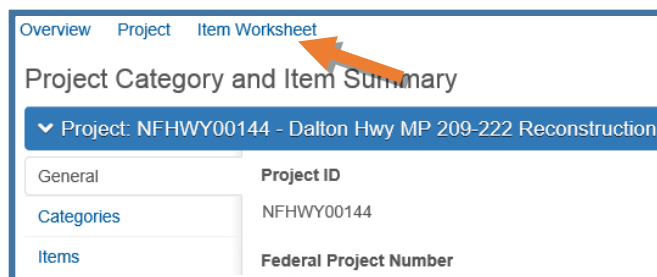 Overview Project Item Worksheet
Project Category and Item Summary
Project: NFHWY00144 - Dalton Hwy MP 209-222 Reconstruction
General
Project ID
NFHWY00144
Categories
Items
Federal Project Number